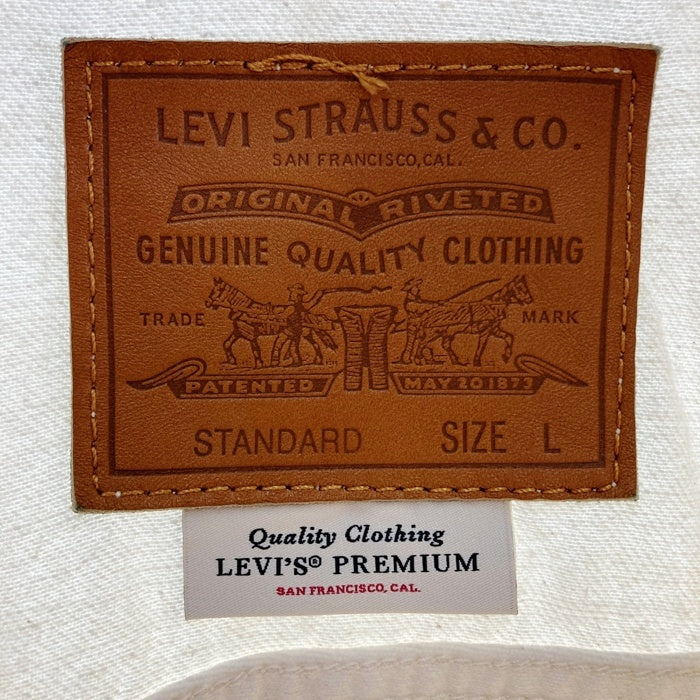 LEVI STRAUSS & CO.
SAN FRANCISCO, CAL.
ORIGINAL RIVETED
GENUINE QUALITY CLOTHING
TRADE MARK
PATENTED MAY 20 1873
STANDARD SIZE L
Quality Clothing
LEVI'S® PREMIUM
SAN FRANCISCO, CAL.